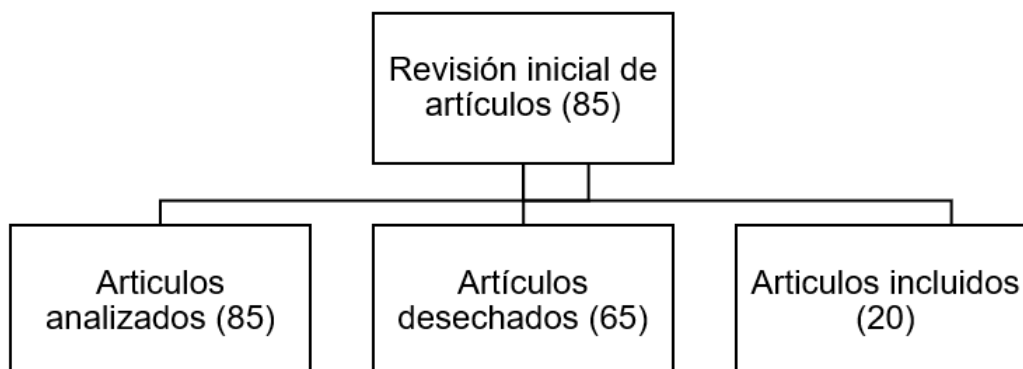 Revisión inicial de
artículos (85)
Articulos
analizados (85)
Artículos
desechados (65)
Articulos incluidos
(20)